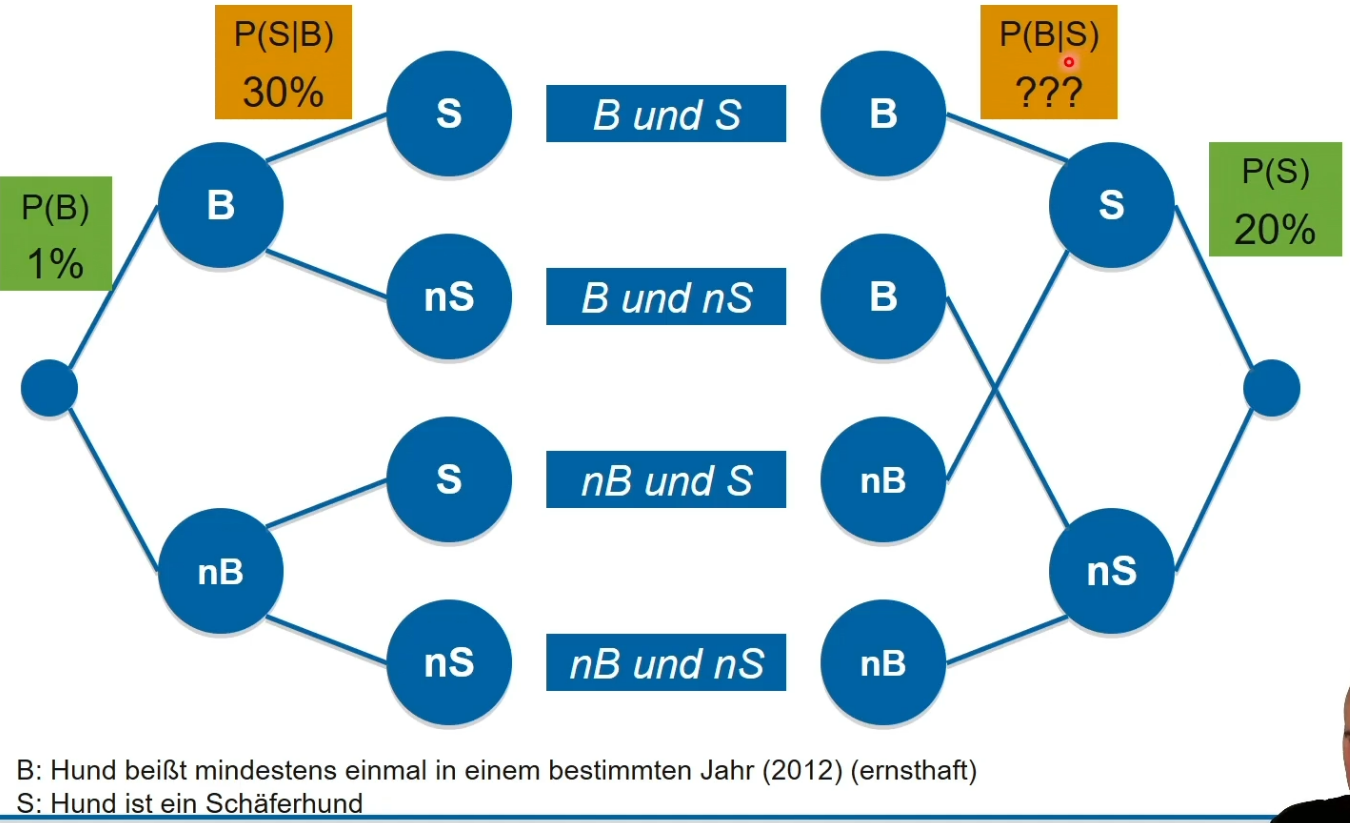 P(S|B)
30%
P(B|S)
???
S
B und S
B
P(B)
1%
B
S
P(S)
20%
nS
B und nS
B
S
nB und S
nB
nB
nS
nS
nB und nS
nB
B: Hund beißt mindestens einmal in einem bestimmten Jahr (2012) (ernsthaft)
S: Hund ist ein Schäferhund